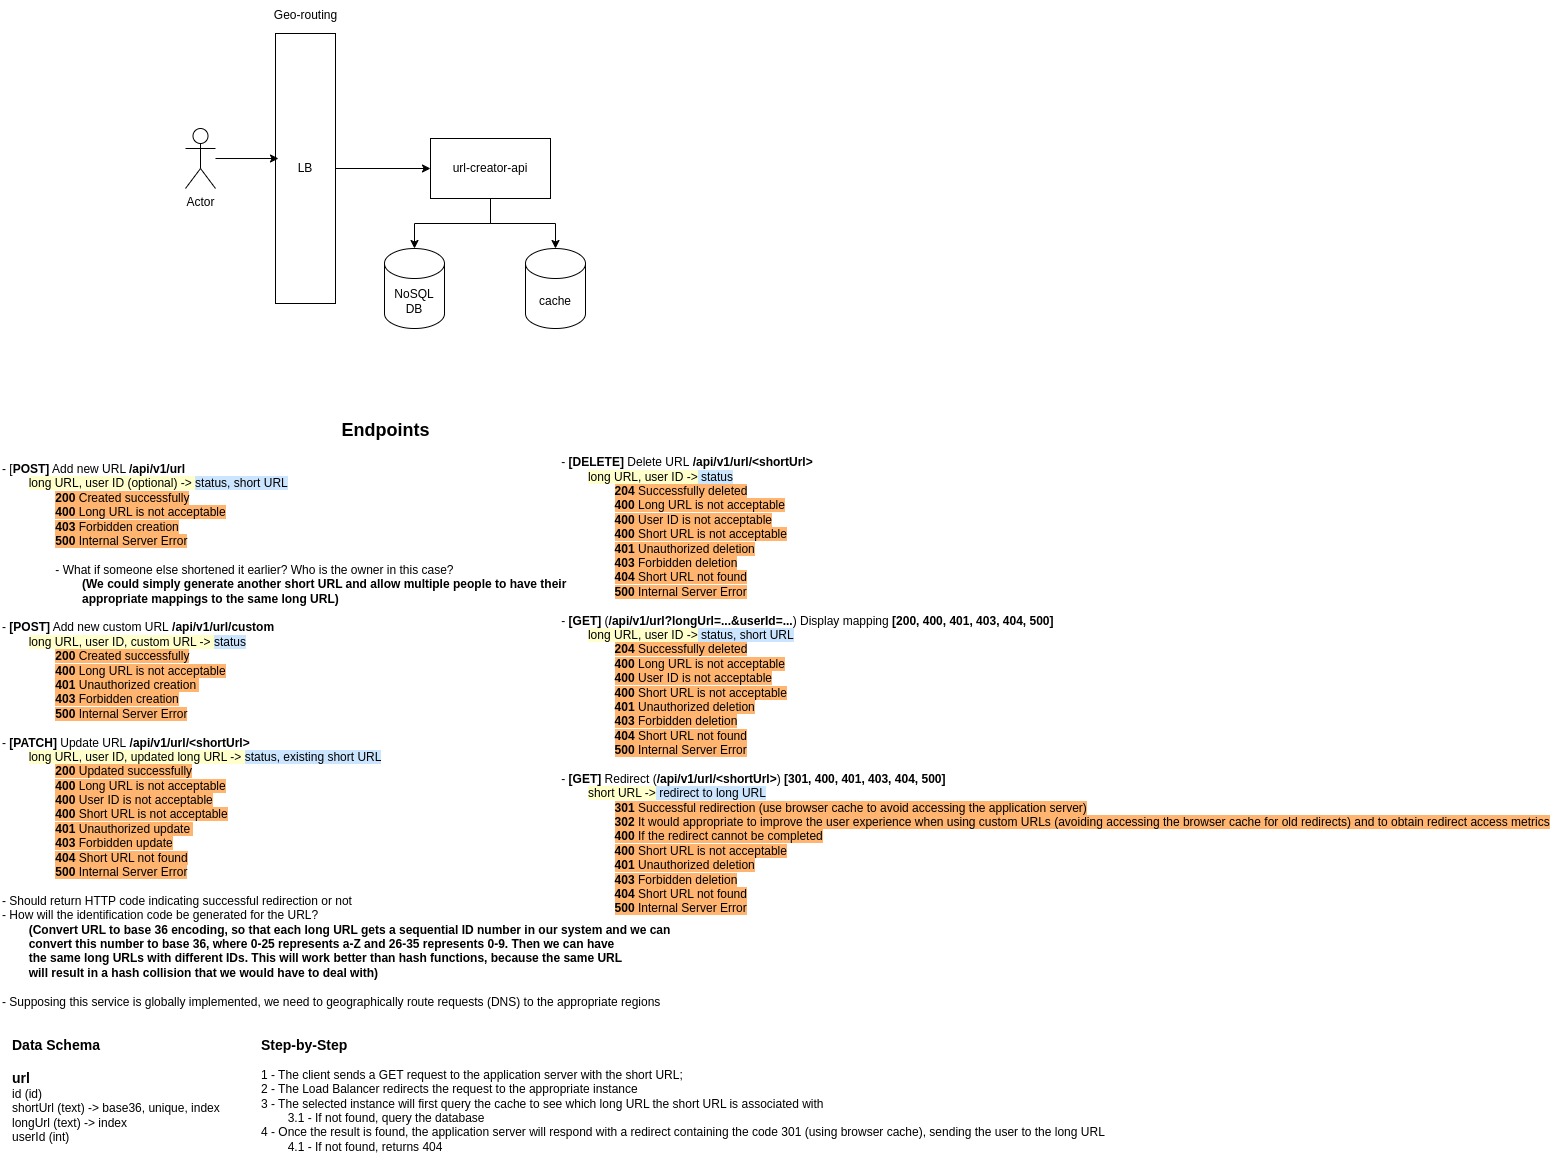 Geo-routing
LB
Actor
url-creator-api
NoSQL
DB
cache
Endpoints
- [POST] Add new URL /api/v1/url
long URL, user ID (optional) -> status, short URL
200 Created successfully
400 Long URL is not acceptable
403 Forbidden creation
500 Internal Server Error
- What if someone else shortened it earlier? Who is the owner in this case?
(We could simply generate another short URL and allow multiple people to have their
appropriate mappings to the same long URL)
- [POST] Add new custom URL /api/v1/url/custom
long URL, user ID, custom URL -> status
200 Created successfully
400 Long URL is not acceptable
401 Unauthorized creation
403 Forbidden creation
500 Internal Server Error
- [PATCH] Update URL /api/v1/url/<shortUrl>
long URL, user ID, updated long URL -> status, existing short URL
200 Updated successfully
400 Long URL is not acceptable
400 User ID is not acceptable
400 Short URL is not acceptable
401 Unauthorized update
403 Forbidden update
404 Short URL not found
500 Internal Server Error
- [DELETE] Delete URL /api/v1/url/<shortUrl>
long URL, user ID -> status
204 Successfully deleted
400 Long URL is not acceptable
400 User ID is not acceptable
400 Short URL is not acceptable
401 Unauthorized deletion
403 Forbidden deletion
404 Short URL not found
500 Internal Server Error
- [GET] (/api/v1/url?longUrl=...&userId=...) Display mapping [200, 400, 401, 403, 404, 500]
long URL, user ID -> status, short URL
204 Successfully deleted
400 Long URL is not acceptable
400 User ID is not acceptable
400 Short URL is not acceptable
401 Unauthorized deletion
403 Forbidden deletion
404 Short URL not found
500 Internal Server Error
- [GET] Redirect (/api/v1/url/<shortUrl>) [301, 400, 401, 403, 404, 500]
short URL -> redirect to long URL
301 Successful redirection (use browser cache to avoid accessing the application server)
302 It would appropriate to improve the user experience when using custom URLs (avoiding accessing the browser cache for old redirects) and to obtain redirect access metrics
400 If the redirect cannot be completed
400 Short URL is not acceptable
401 Unauthorized deletion
403 Forbidden deletion
404 Short URL not found
500 Internal Server Error
- Should return HTTP code indicating successful redirection or not
- How will the identification code be generated for the URL?
(Convert URL to base 36 encoding, so that each long URL gets a sequential ID number in our system and we can
convert this number to base 36, where 0-25 represents a-Z and 26-35 represents 0-9. Then we can have
the same long URLs with different IDs. This will work better than hash functions, because the same URL
will result in a hash collision that we would have to deal with)
- Supposing this service is globally implemented, we need to geographically route requests (DNS) to the appropriate regions
Data Schema
url
id (id)
shortUrl (text) -> base36, unique, index
longUrl (text) -> index
userId (int)
Step-by-Step
1 - The client sends a GET request to the application server with the short URL;
2 - The Load Balancer redirects the request to the appropriate instance
3 - The selected instance will first query the cache to see which long URL the short URL is associated with
3.1 - If not found, query the database
4 - Once the result is found, the application server will respond with a redirect containing the code 301 (using browser cache), sending the user to the long URL
4.1 - If not found, returns 404